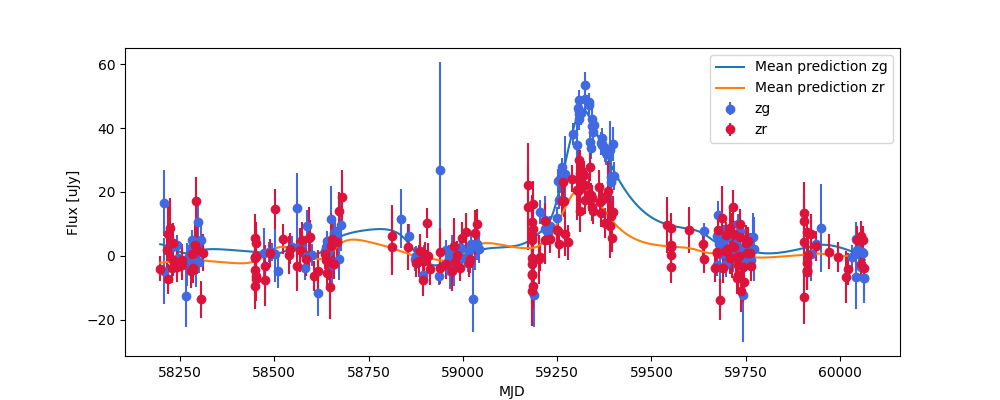 Mean prediction zg
Mean prediction zr
zg
zr
60
40
20
0
−20
Flux [uJy]
58250 58500 58750 59000 59250 59500 59750 60000
MJD